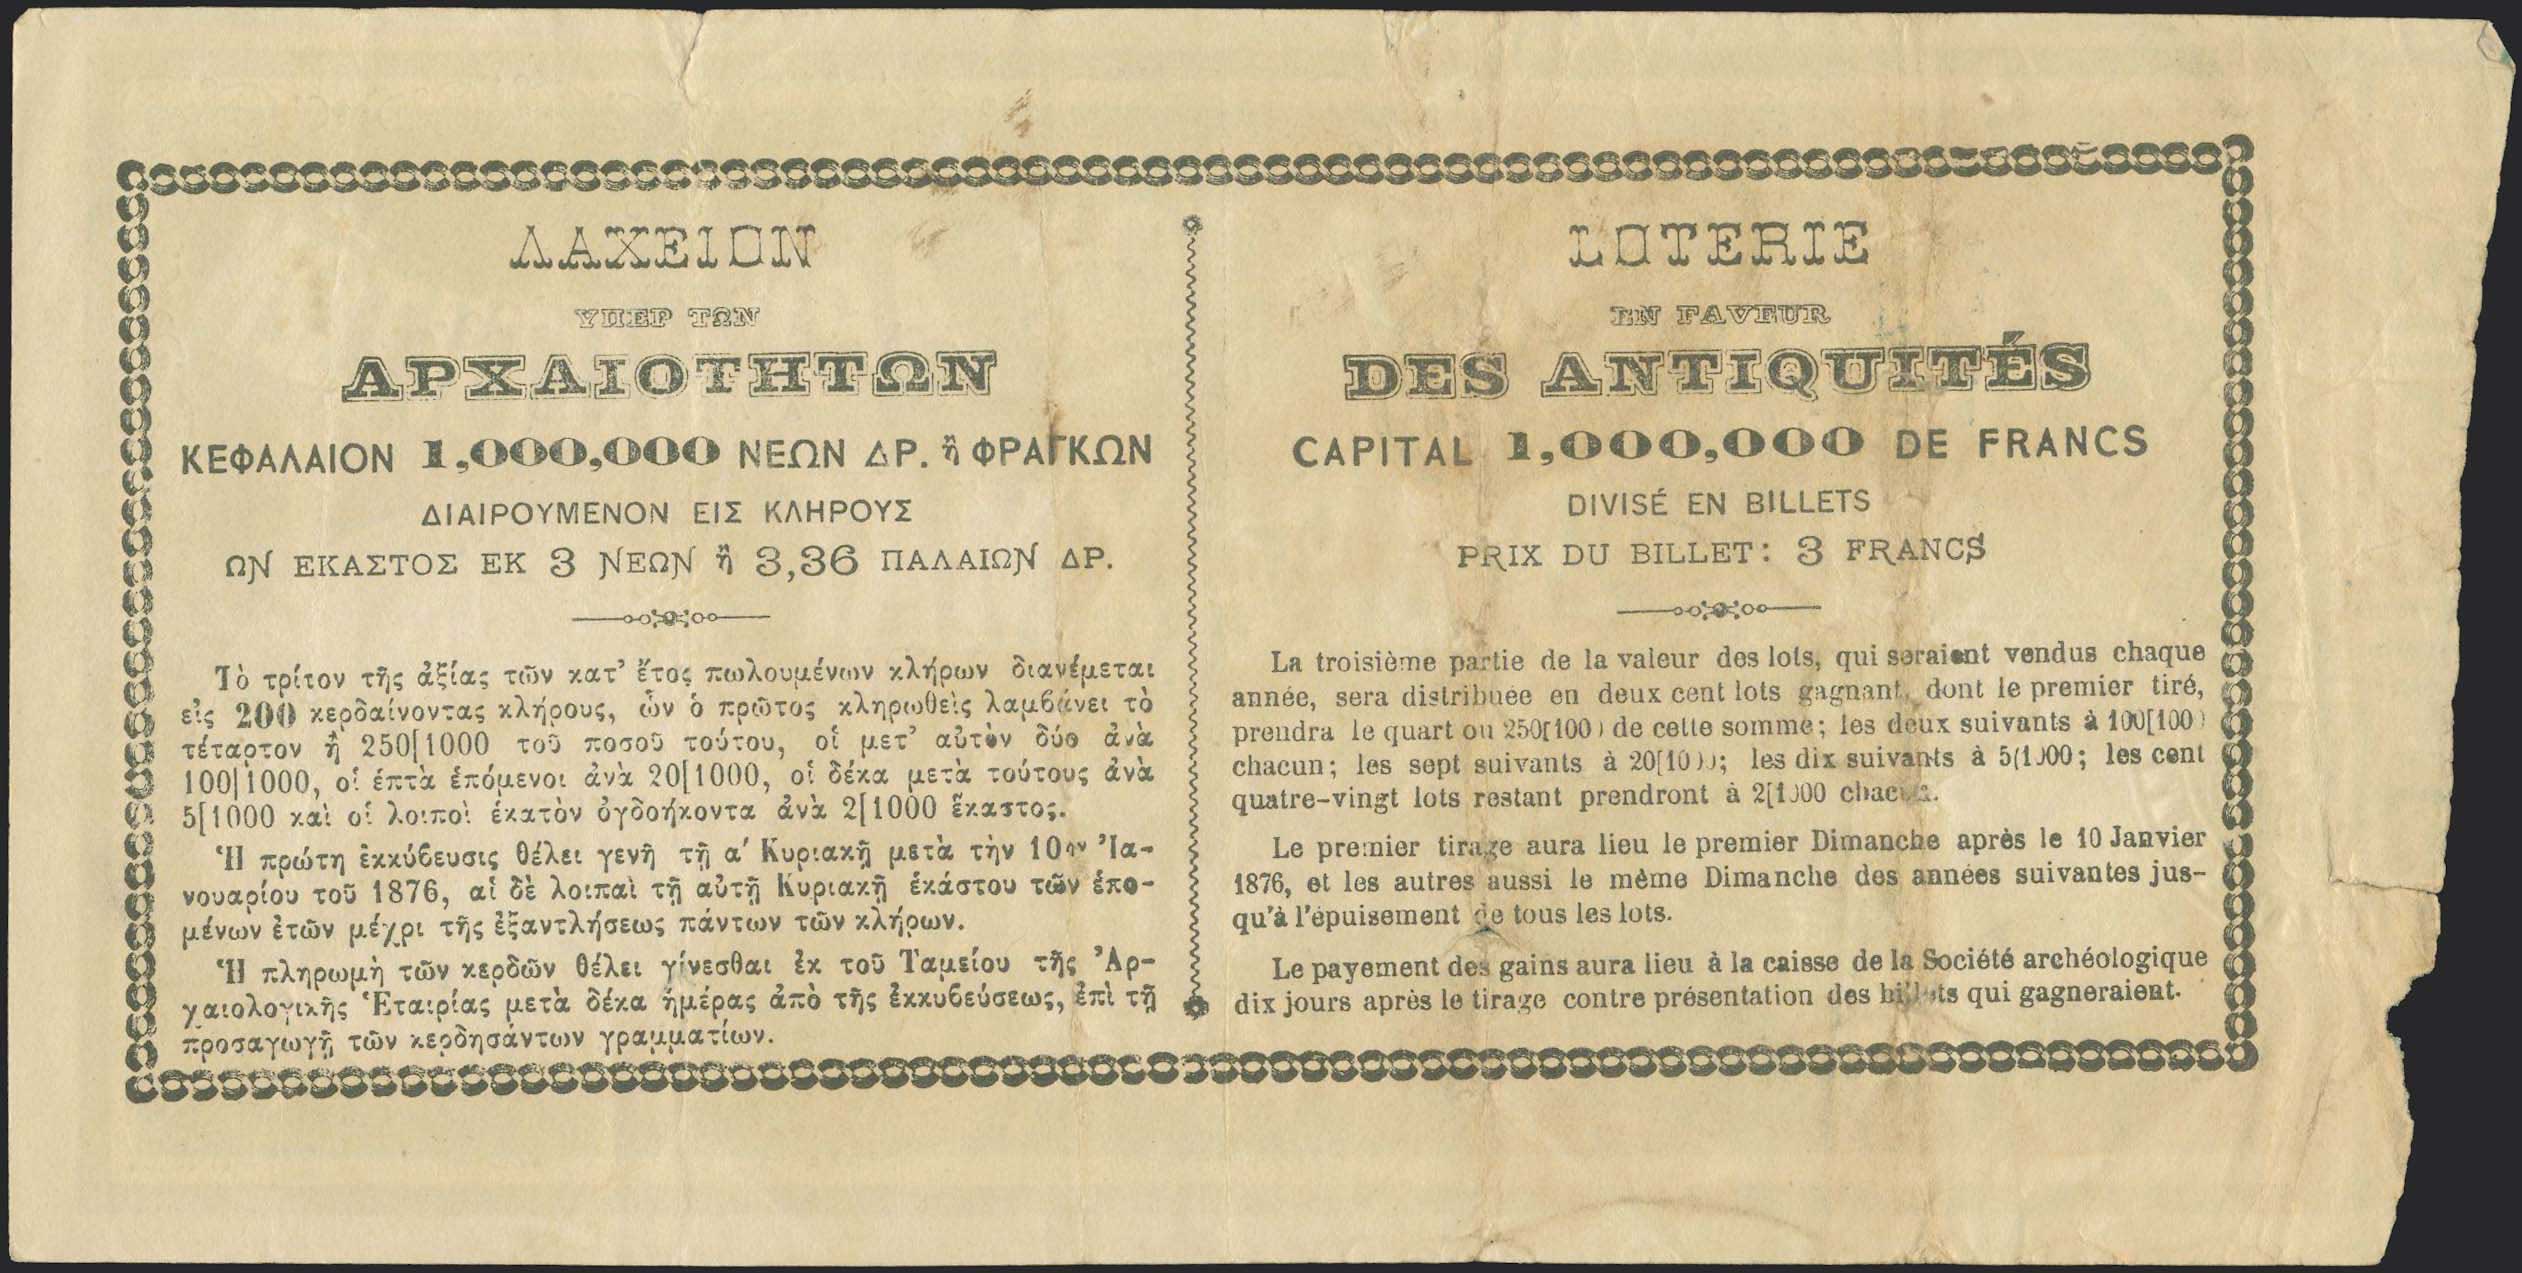 ΛΑΧΕΙΟΝ
ΥΠΕΡ ΤΩΝ
ΑΡΧΑΙΟΤΗΤΩΝ
ΚΕΦΑΛΑΙΟΝ 1,000,000 ΝΕΩΝ ΔΡ. ἢ ΦΡΑΓΚΩΝ
ΔΙΑΙΡΟΥΜΕΝΟΝ ΕΙΣ ΚΛΗΡΟΥΣ
ΩΝ ΕΚΑΣΤΟΣ ΕΚ 3 ΝΕΩΝ ἢ 3,36 ΠΑΛΑΙΩΝ ΔΡ.
Τὸ τρίτον τῆς ἀξίας τῶν κατ' ἔτος πωλουμένων κλήρων διανέμεται
εἰς 200 κερδαίνοντας κλήρους, ὧν ὁ πρῶτος κληρωθεὶς λαμβάνει τὸ
τέταρτον ἢ 250[1000 τοῦ ποσοῦ τούτου, οἱ μετ' αὐτὸν δύο ἀνὰ
100[1000, οἱ ἑπτὰ ἑπόμενοι ἀνὰ 20[1000, οἱ δέκα μετὰ τούτους ἀνὰ
5[1000 καὶ οἱ λοιποὶ ἑκατὸν ὀγδοήκοντα ἀνὰ 2[1000 ἕκαστος.
Ἡ πρώτη ἐκκύβευσις θέλει γενῆ τῇ α' Κυριακῇ μετὰ τὴν 10ην Ἰα-
νουαρίου τοῦ 1876, αἱ δὲ λοιπαὶ τῇ αὐτῇ Κυριακῇ ἑκάστου τῶν ἑπο-
μένων ἐτῶν μέχρι τῆς ἐξαντλήσεως πάντων τῶν κλήρων.
Ἡ πληρωμὴ τῶν κερδῶν θέλει γίνεσθαι ἐκ τοῦ Ταμείου τῆς Ἀρ-
χαιολογικῆς Ἑταιρίας μετὰ δέκα ἡμέρας ἀπὸ τῆς ἐκκυβεύσεως, ἐπὶ τῇ
προσαγωγῇ τῶν κερδησάντων γραμματίων.
LOTERIE
EN FAVEUR
DES ANTIQUITÉS
CAPITAL 1,000,000 DE FRANCS
DIVISÉ EN BILLETS
PRIX DU BILLET: 3 FRANCS
La troisième partie de la valeur des lots, qui seraient vendus chaque
année, sera distribuée en deux cent lots gagnant, dont le premier tiré,
prendra le quart ou 250[100) de cette somme; les deux suivants à 100[100)
chacun; les sept suivants à 20[1000; les dix suivants à 5(1000; les cent
quatre-vingt lots restant prendront à 2[1000 chacun.
Le premier tirage aura lieu le premier Dimanche après le 10 Janvier
1876, et les autres aussi le même Dimanche des années suivantes jus-
qu'à l'épuisement de tous les lots.
Le payement des gains aura lieu à la caisse de la Société archéologique
dix jours après le tirage contre présentation des billets qui gagneraient.